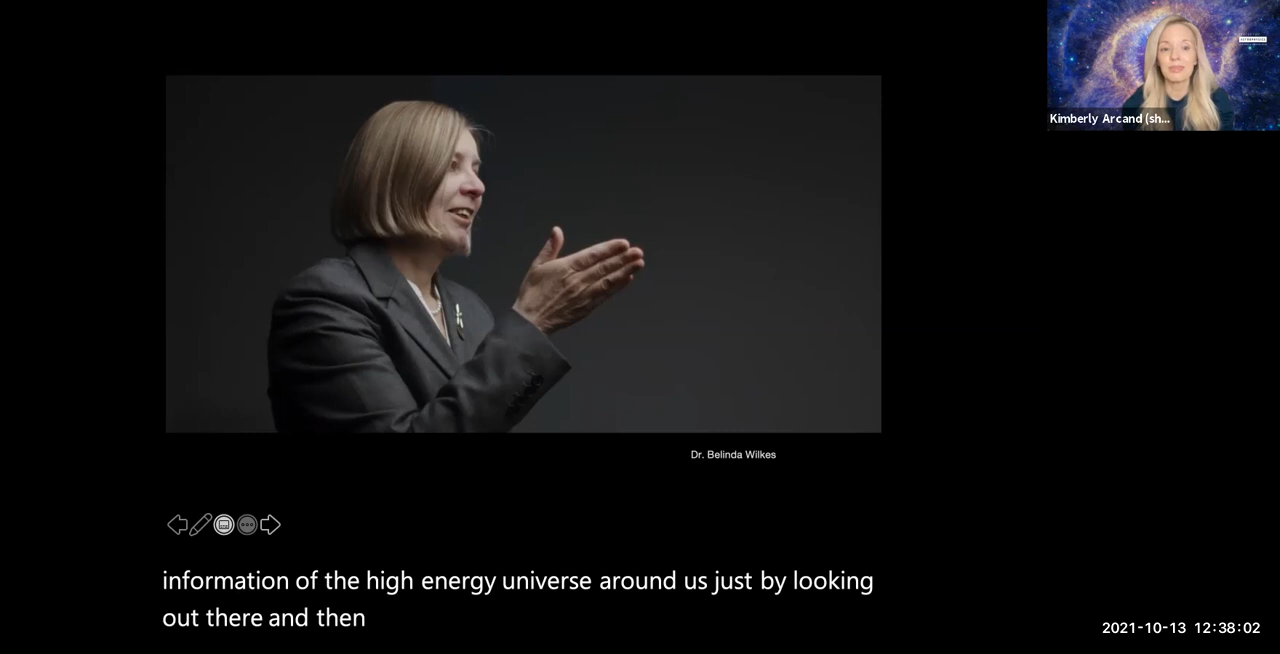 Kimberly Arcand (sh...
Dr. Belinda Wilkes
information of the high energy universe around us just by looking
out there and then
2021-10-13 12:38:02